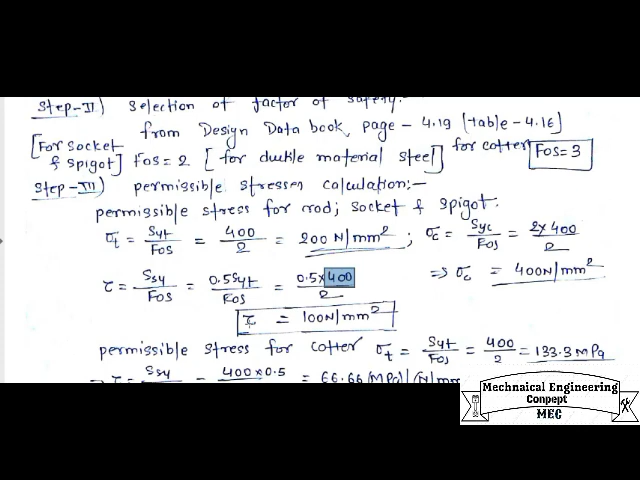 Step-II) Selection of factor of safety:-
from Design Data book, page - 4.19 (table - 4.16]
[For socket & spigot] FOS = 2 [for ductile material steel] for cotter FOS = 3
Step-III) permissible stresses calculation:-
permissible stress for rod; socket & spigot.
σt = Syt/FOS = 400/2 = 200 N/mm² ; σc = Syc/FOS = 2×400/2
τ = Ssy/FOS = 0.5Syt/FOS = 0.5×400/2 ⇒ σc = 400N/mm²
τ = 100N/mm²
permissible stress for cotter σt = Syt/FOS = 400/2 = 133.3 MPa
⇒ τ = Ssy = 400×0.5 = 66.66 (MPa) (N/mm
Mechnaical Engineering
Conpept
MEC